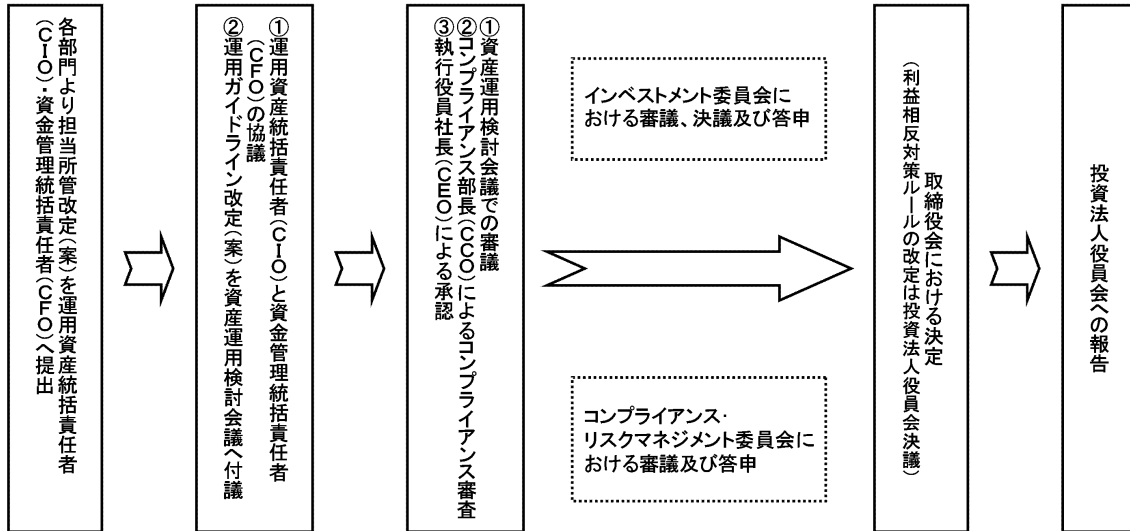 各部門より担当所管改定(案)を運用資産統括責任者
(CIO)・資金管理統括責任者(CFO)へ提出
①運用資産統括責任者(CIO)と資金管理統括責任者
(CFO)の協議
②運用ガイドライン改定(案)を資産運用検討会議へ付議
①資産運用検討会議での審議
②コンプライアンス部長(CCO)によるコンプライアンス審査
③執行役員社長(CEO)による承認
インベストメント委員会に
おける審議、決議及び答申
コンプライアンス・
リスクマネジメント委員会に
おける審議及び答申
取締役会における決定
(利益相反対策ルールの改定は投資法人役員会決議)
投資法人役員会への報告